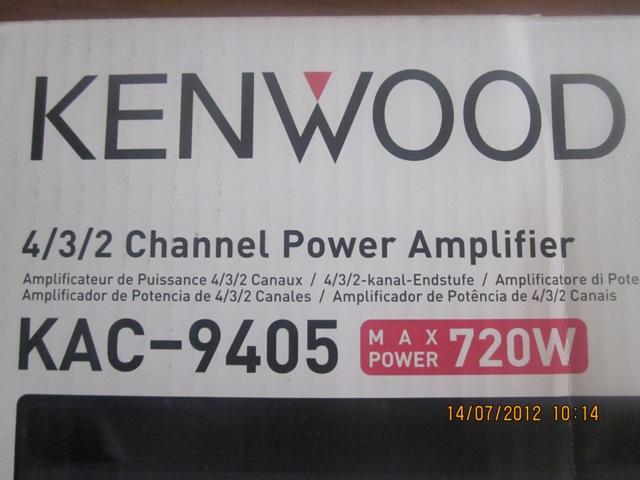 KENWOOD
4/3/2 Channel Power Amplifier
Amplificateur de Puissance 4/3/2 Canaux / 4/3/2-kanal-Endstufe / Amplificatore di Pote
Amplificador de Potencia de 4/3/2 Canales / Amplificador de Potência de 4/3/2 Canais
KAC-9405 MAX POWER 720W
14/07/2012 10:14